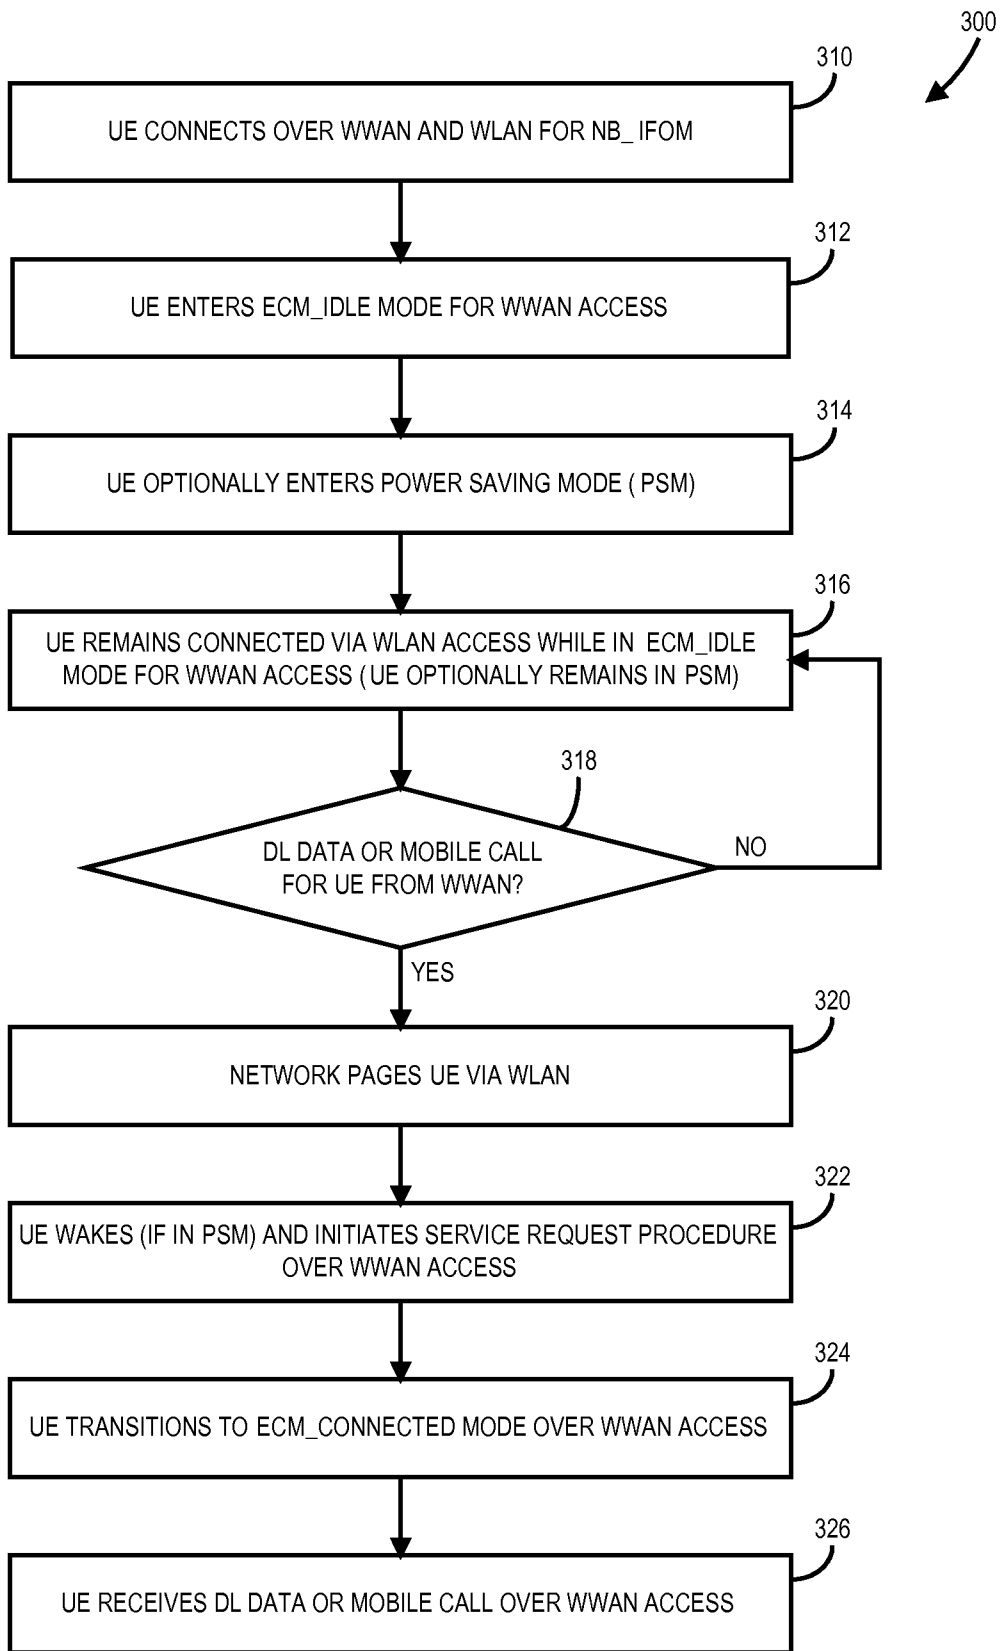 300
310
UE CONNECTS OVER WWAN AND WLAN FOR NB_IFOM
312
UE ENTERS ECM_IDLE MODE FOR WWAN ACCESS
314
UE OPTIONALLY ENTERS POWER SAVING MODE (PSM)
316
UE REMAINS CONNECTED VIA WLAN ACCESS WHILE IN ECM_IDLE
MODE FOR WWAN ACCESS (UE OPTIONALLY REMAINS IN PSM)
318
DL DATA OR MOBILE CALL
FOR UE FROM WWAN?
NO
YES
320
NETWORK PAGES UE VIA WLAN
322
UE WAKES (IF IN PSM) AND INITIATES SERVICE REQUEST PROCEDURE
OVER WWAN ACCESS
324
UE TRANSITIONS TO ECM_CONNECTED MODE OVER WWAN ACCESS
326
UE RECEIVES DL DATA OR MOBILE CALL OVER WWAN ACCESS